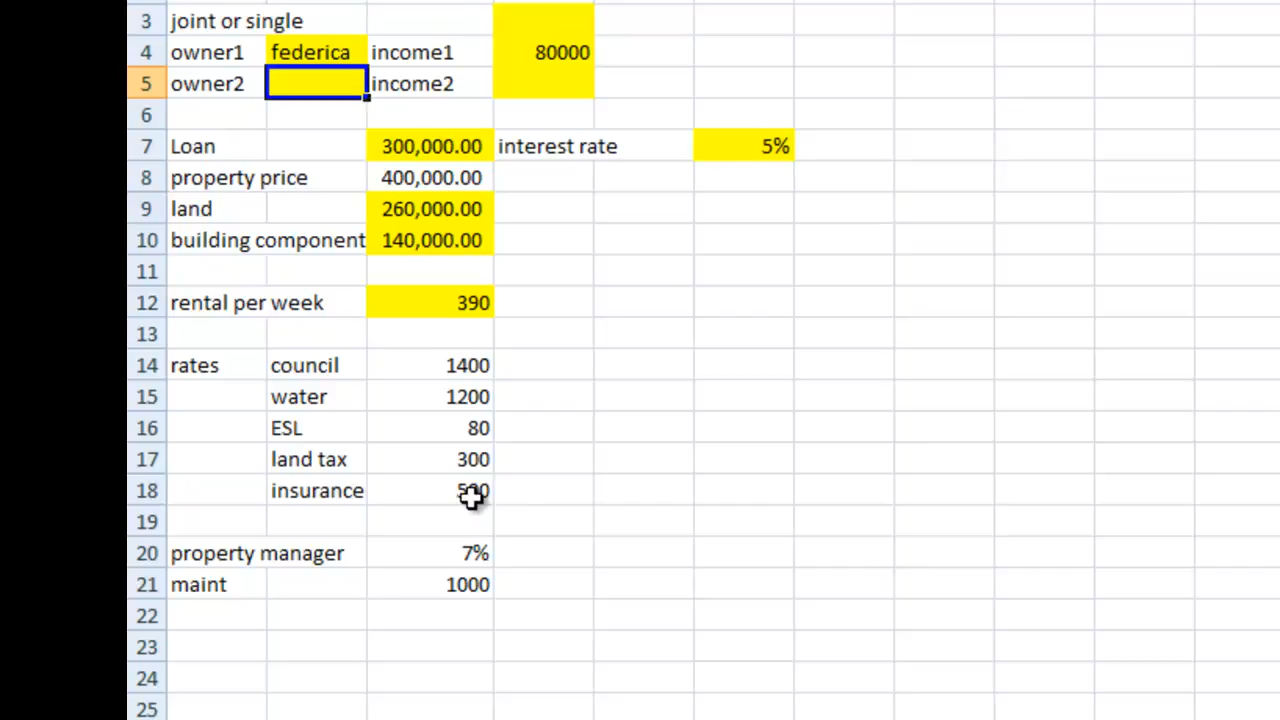 3 joint or single
4 owner1 federica income1 80000
5 owner2 income2
6
7 Loan 300,000.00 interest rate 5%
8 property price 400,000.00
9 land 260,000.00
10 building component 140,000.00
11
12 rental per week 390
13
14 rates council 1400
15 water 1200
16 ESL 80
17 land tax 300
18 insurance
19
20 property manager 7%
21 maint 1000
22
23
24
25